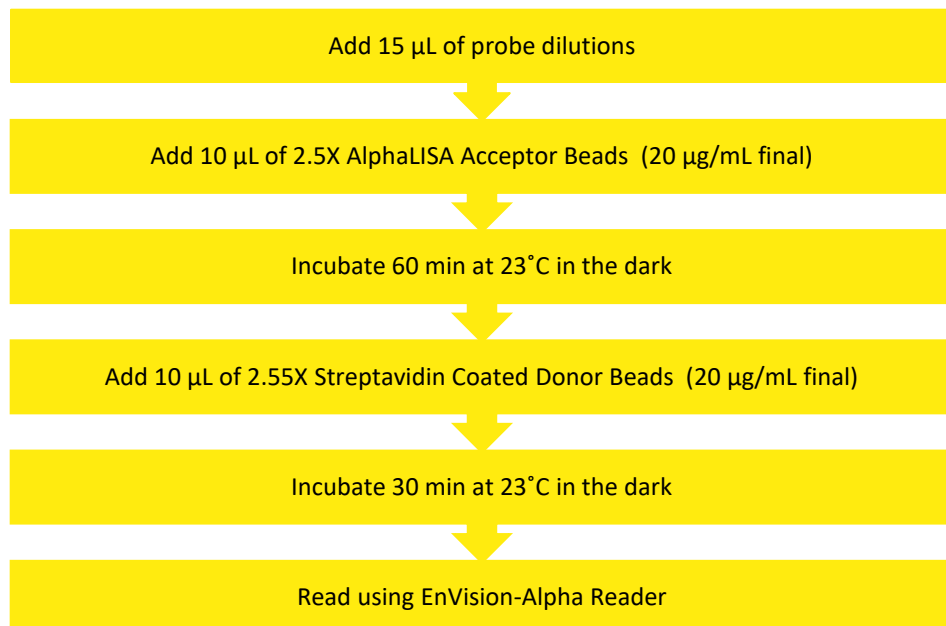 Add 15 µL of probe dilutions
Add 10 µL of 2.5X AlphaLISA Acceptor Beads  (20 µg/mL final)
Incubate 60 min at 23˚C in the dark
Add 10 µL of 2.55X Streptavidin Coated Donor Beads  (20 µg/mL final)
Incubate 30 min at 23˚C in the dark
Read using EnVision-Alpha Reader